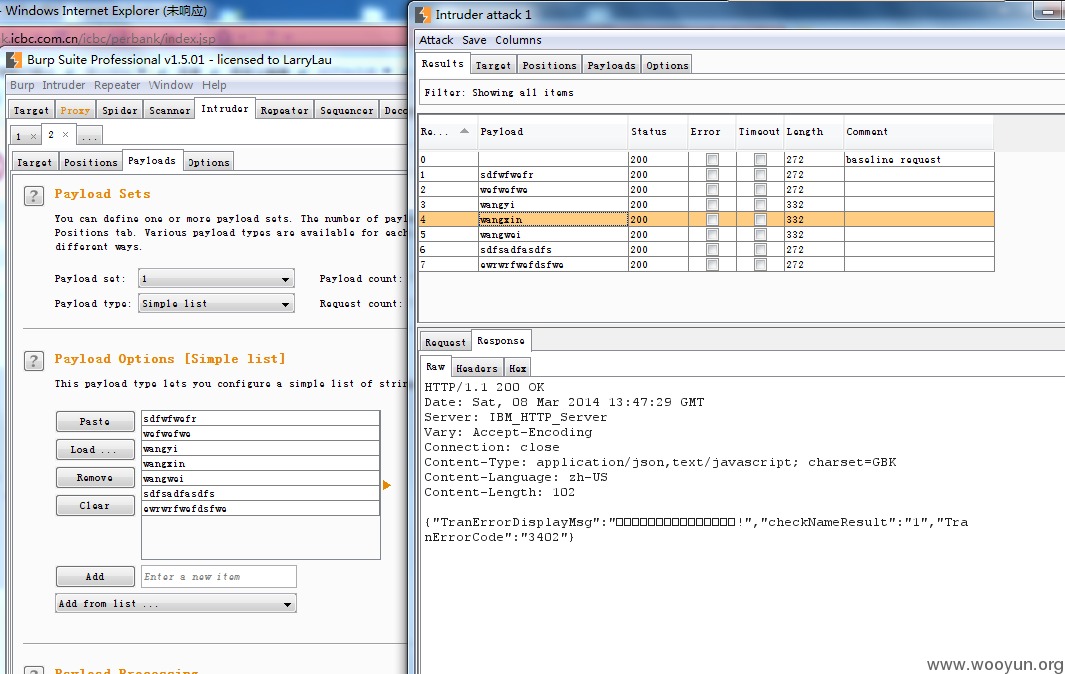 - Windows Internet Explorer (未响应)
k.icbc.com.cn/icbc/perbank/index.jsp
Burp Suite Professional v1.5.01 - licensed to LarryLau
Burp Intruder Repeater Window Help
Target Proxy Spider Scanner Intruder Repeater Sequencer Deco
1 × 2 × ...
Target Positions Payloads Options
? Payload Sets
You can define one or more payload sets. The number of payl
Positions tab. Various payload types are available for each
different ways.
Payload set: 1 Payload count:
Payload type: Simple list Request count:
? Payload Options [Simple list]
This payload type lets you configure a simple list of strin
Paste
Load ...
Remove
Clear
sdfwfwefr
wefwefwe
wangyi
wangxin
wangwei
sdfsadfasdfs
ewrwrfwefdsfwe
Add Enter a new item
Add from list ...
? Payload Processing
Intruder attack 1
Attack Save Columns
Results Target Positions Payloads Options
Filter: Showing all items
Re... Payload Status Error Timeout Length Comment
0 200 272 baseline request
1 sdfwfwefr 200 272
2 wefwefwe 200 272
3 wangyi 200 332
4 wangxin 200 332
5 wangwei 200 332
6 sdfsadfasdfs 200 272
7 ewrwrfwefdsfwe 200 272
Request Response
Raw Headers Hex
HTTP/1.1 200 OK
Date: Sat, 08 Mar 2014 13:47:29 GMT
Server: IBM_HTTP_Server
Vary: Accept-Encoding
Connection: close
Content-Type: application/json,text/javascript; charset=GBK
Content-Language: zh-US
Content-Length: 102
{"TranErrorDisplayMsg":"□□□□□□□□□□□□□□□!","checkNameResult":"1","Tra
nErrorCode":"3402"}
www.wooyun.org